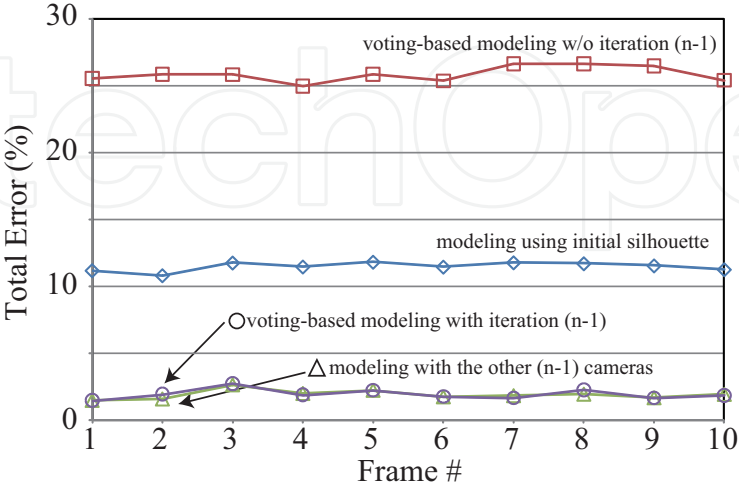 30
voting-based modeling w/o iteration (n-1)
20
Total Error (%)
modeling using initial silhouette
10
voting-based modeling with iteration (n-1)
modeling with the other (n-1) cameras
0
1 2 3 4 5 6 7 8 9 10
Frame #
techOpe